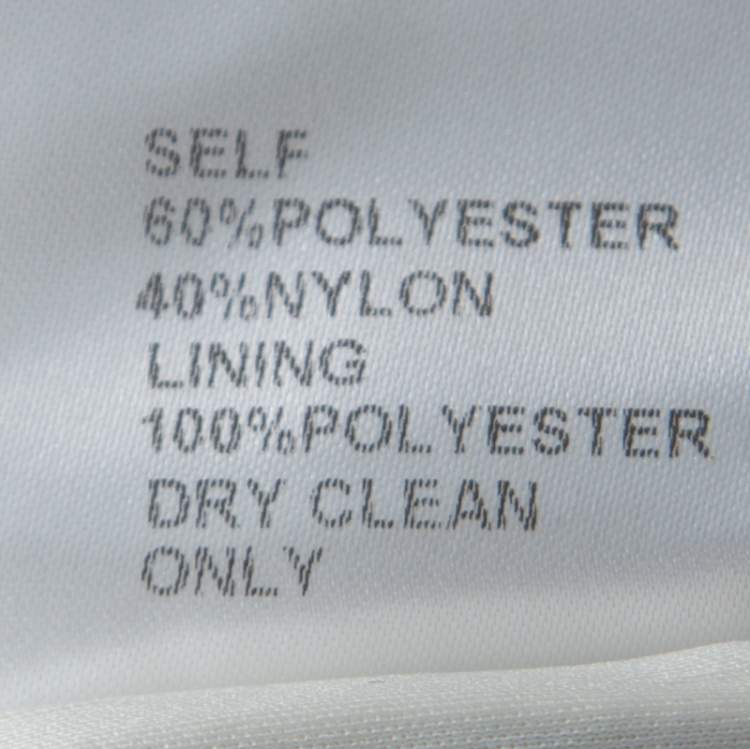 SELF
60%POLYESTER
40%NYLON
LINING
100%POLYESTER
DRY CLEAN
ONLY